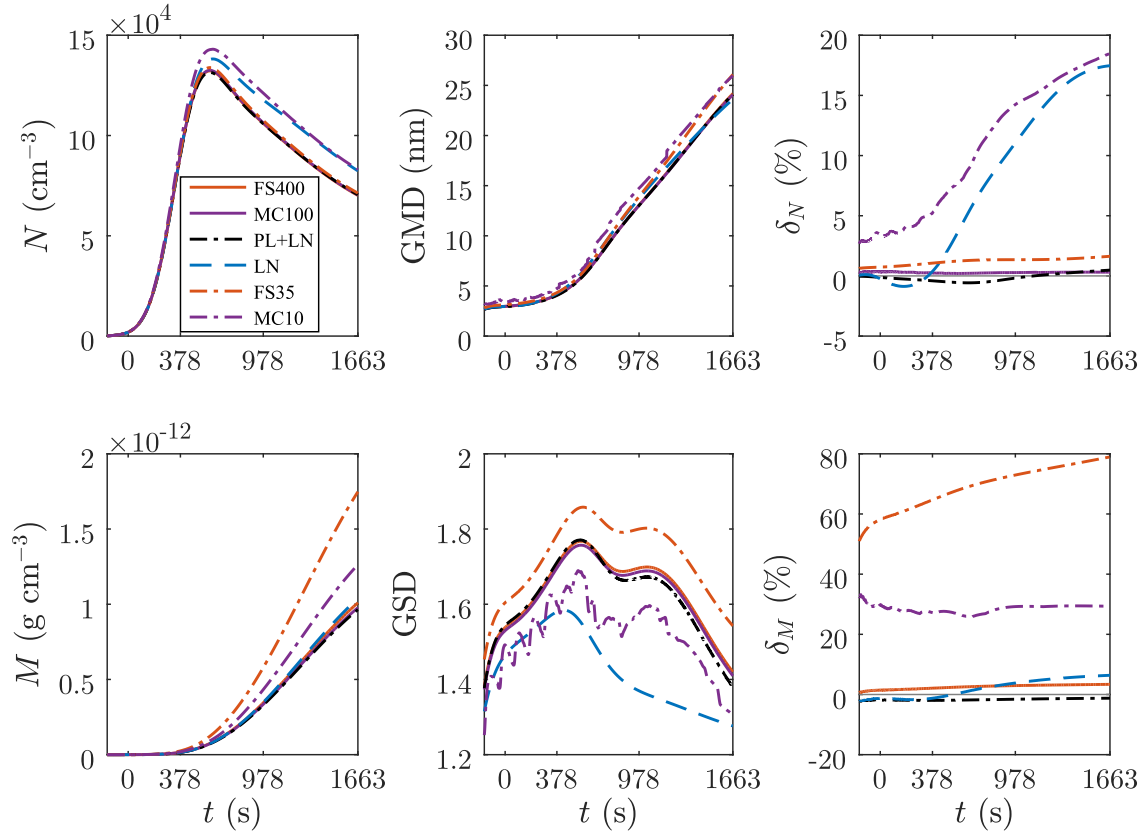 ×10⁴
N (cm⁻³)
15
10
5
0
0 378 978 1663
FS400
MC100
PL+LN
LN
FS35
MC10
GMD (nm)
30
25
20
15
10
5
0
0 378 978 1663
δ_N (%)
20
15
10
5
0
-5
0 378 978 1663
×10⁻¹²
M (g cm⁻³)
2
1.5
1
0.5
0
0 378 978 1663
t (s)
GSD
2
1.8
1.6
1.4
1.2
0 378 978 1663
t (s)
δ_M (%)
80
60
40
20
0
-20
0 378 978 1663
t (s)